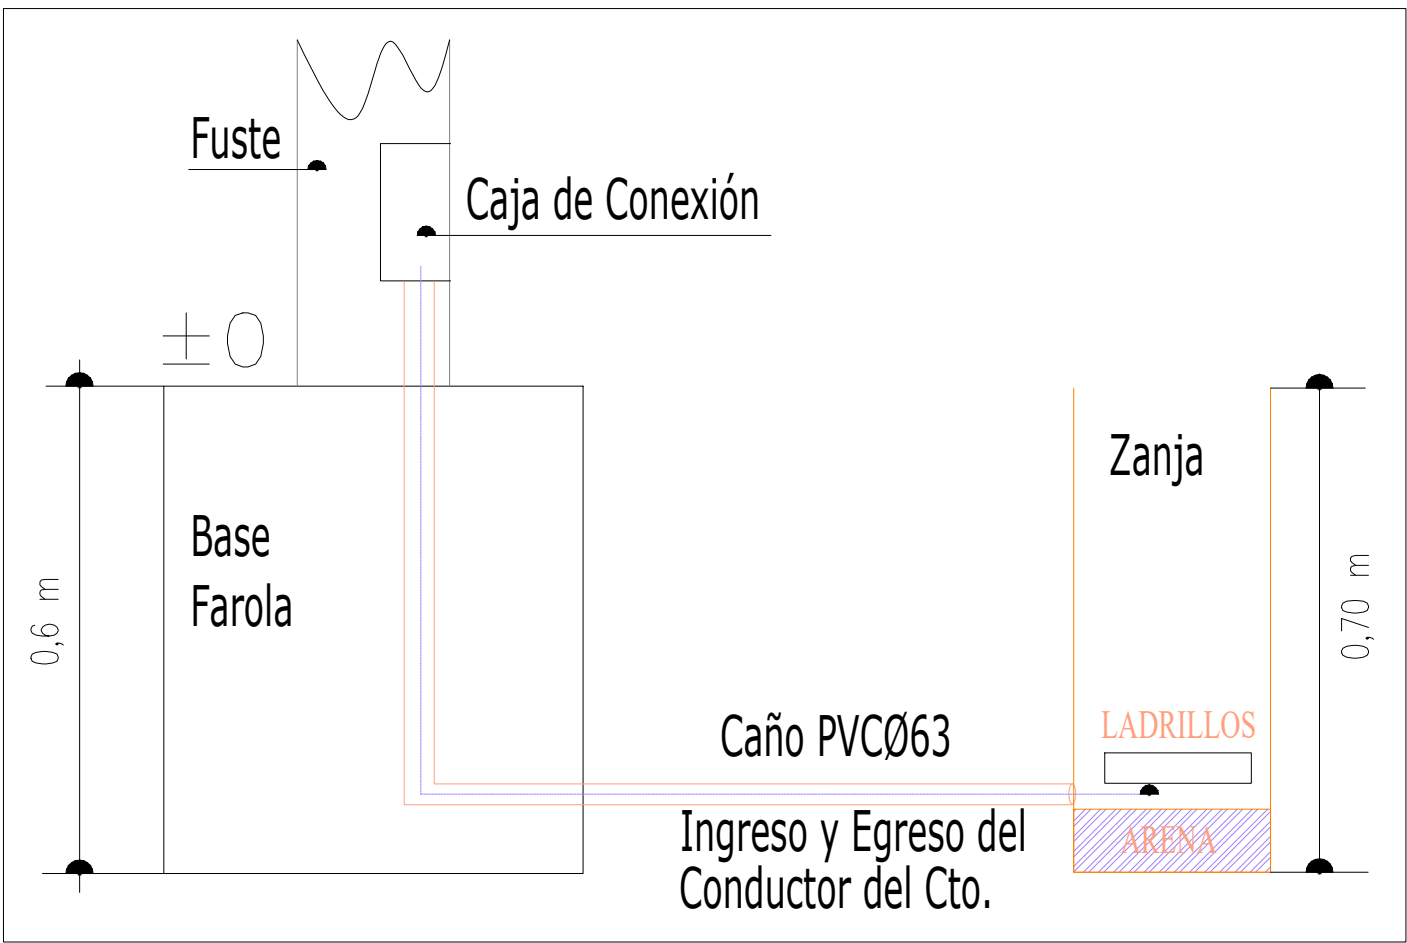 Fuste
Caja de Conexión
±0
Zanja
Base
Farola
0,6 m
0,70 m
LADRILLOS
Caño PVCØ63
Ingreso y Egreso del
Conductor del Cto.
ARENA